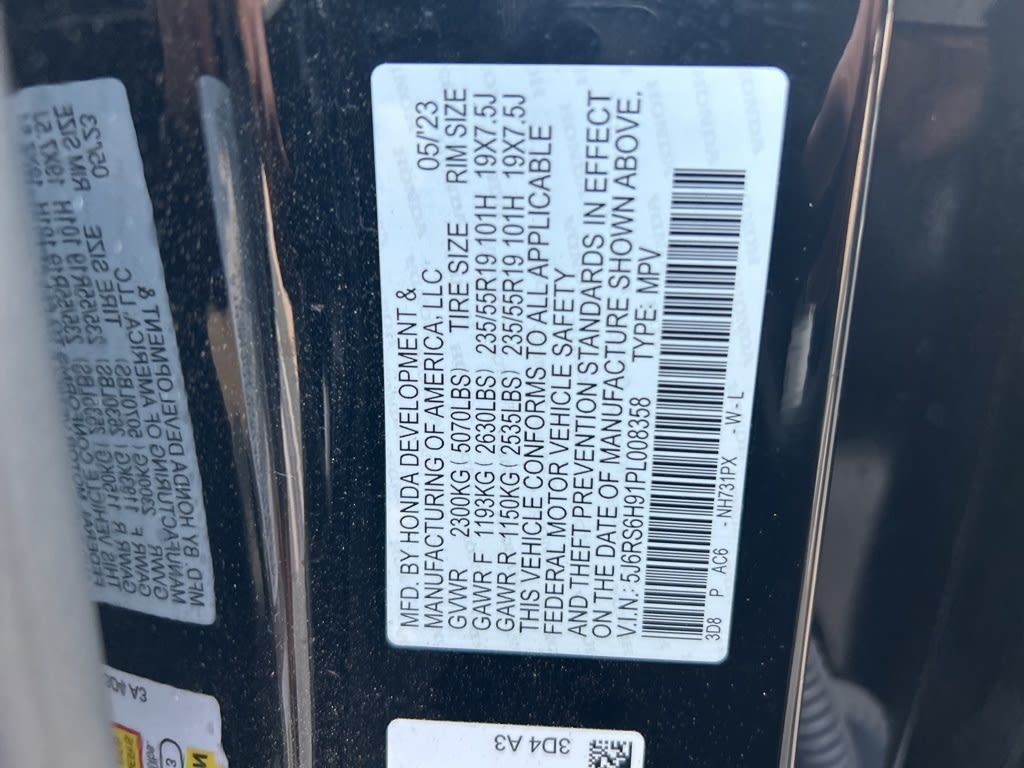 MFD. BY HONDA DEVELOPMENT &
MANUFACTURING OF AMERICA, LLC 05/'23
GVWR 2300KG ( 5070LBS) TIRE SIZE RIM SIZE
GAWR F 1193KG ( 2630LBS) 235/55R19 101H 19X7.5J
GAWR R 1150KG ( 2535LBS) 235/55R19 101H 19X7.5J
THIS VEHICLE CONFORMS TO ALL APPLICABLE
FEDERAL MOTOR VEHICLE SAFETY
AND THEFT PREVENTION STANDARDS IN EFFECT
ON THE DATE OF MANUFACTURE SHOWN ABOVE.
V.I.N.: 5J6RS6H91PL008358 TYPE: MPV
3D8 P AC6 - NH731PX - W - L
3D4 A3